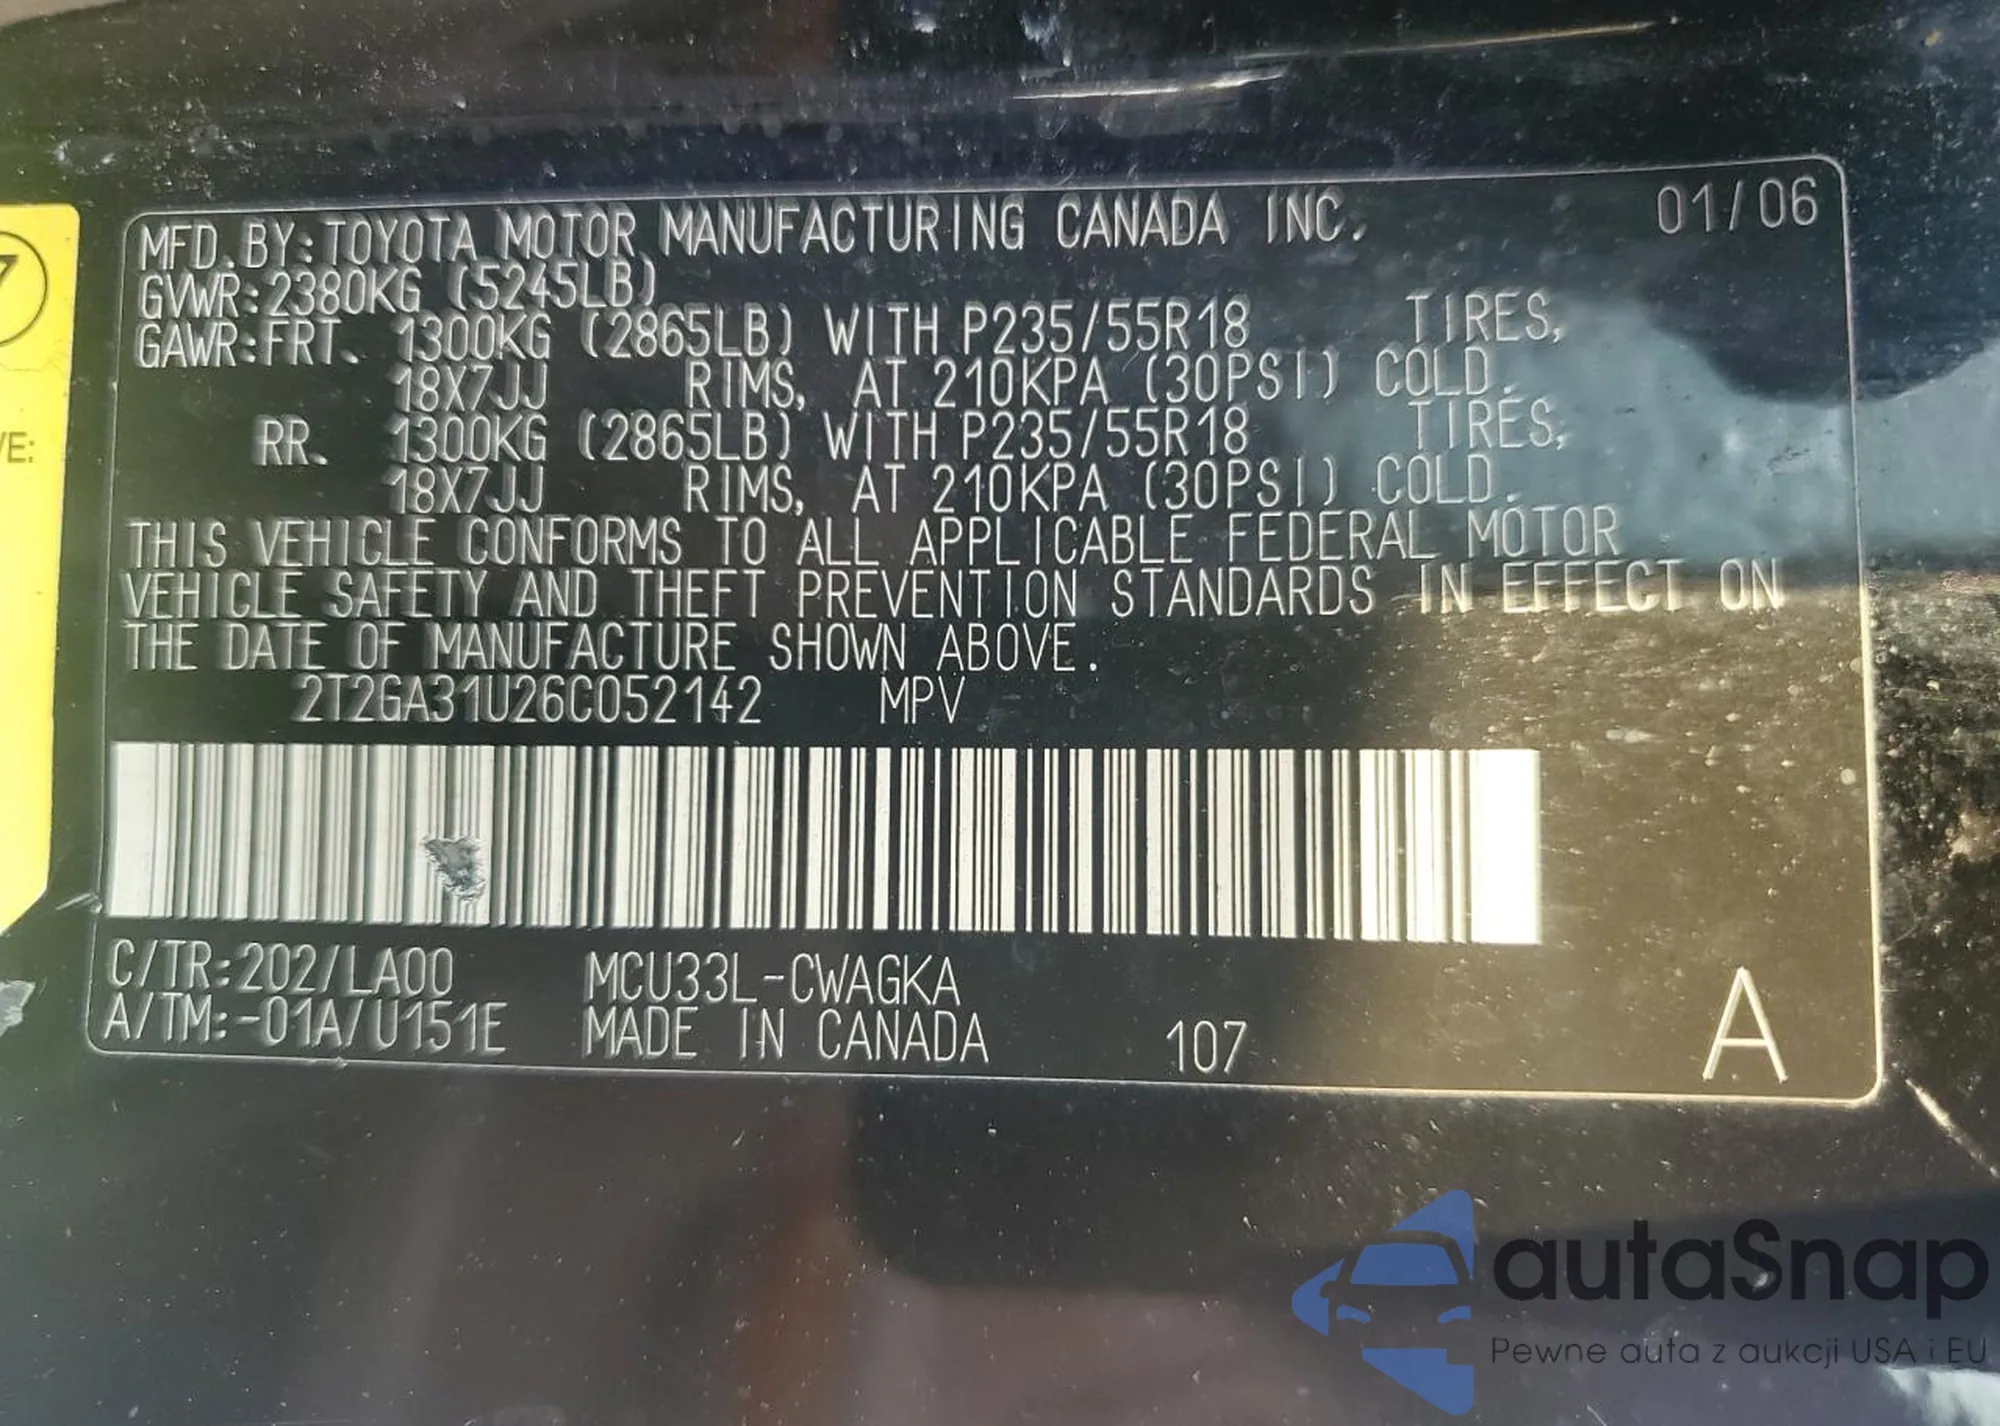 MFD. BY: TOYOTA MOTOR MANUFACTURING CANADA INC. 01/06
GVWR: 2380KG (5245LB)
GAWR: FRT. 1300KG (2865LB) WITH P235/55R18 TIRES,
18X7JJ RIMS, AT 210KPA (30PSI) COLD.
RR. 1300KG (2865LB) WITH P235/55R18 TIRES,
18X7JJ RIMS, AT 210KPA (30PSI) COLD.
THIS VEHICLE CONFORMS TO ALL APPLICABLE FEDERAL MOTOR
VEHICLE SAFETY AND THEFT PREVENTION STANDARDS IN EFFECT ON
THE DATE OF MANUFACTURE SHOWN ABOVE.
2T2GA31U26C052142 MPV
C/TR: 202/LA00 MCU33L-CWAGKA
A/TM: -01A/U151E MADE IN CANADA 107 A
autaSnap
Pewne auta z aukcji USA i EU